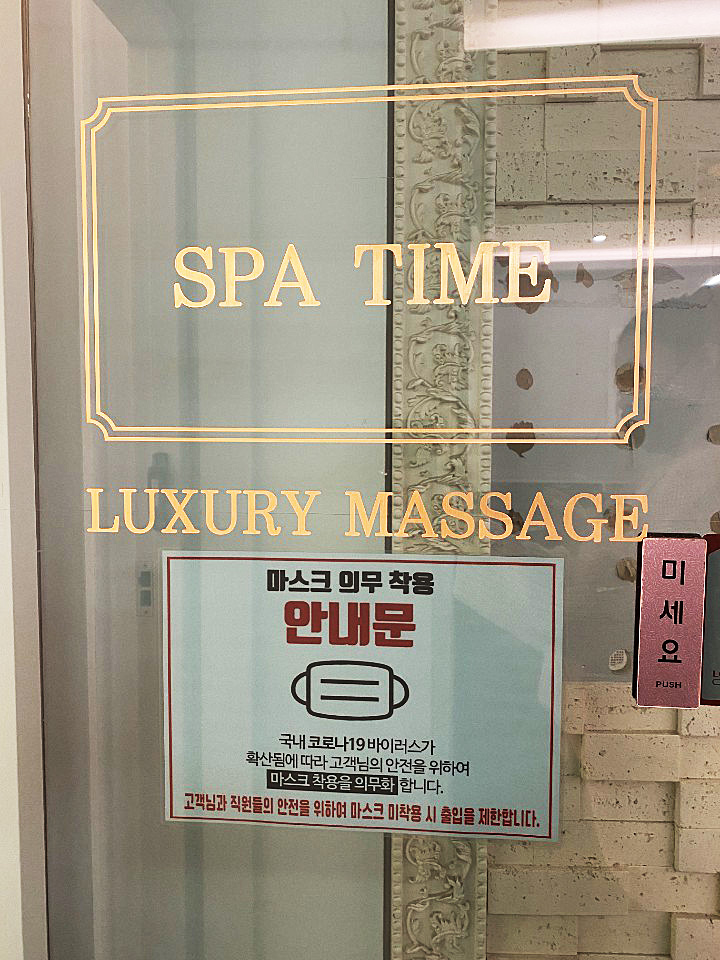 SPA TIME
LUXURY MASSAGE
마스크 의무 착용
안내문
국내 코로나19 바이러스가
확산됨에 따라 고객님의 안전을 위하여
마스크 착용을 의무화 합니다.
고객님과 직원들의 안전을 위하여 마스크 미착용 시 출입을 제한합니다.
미세요
PUSH